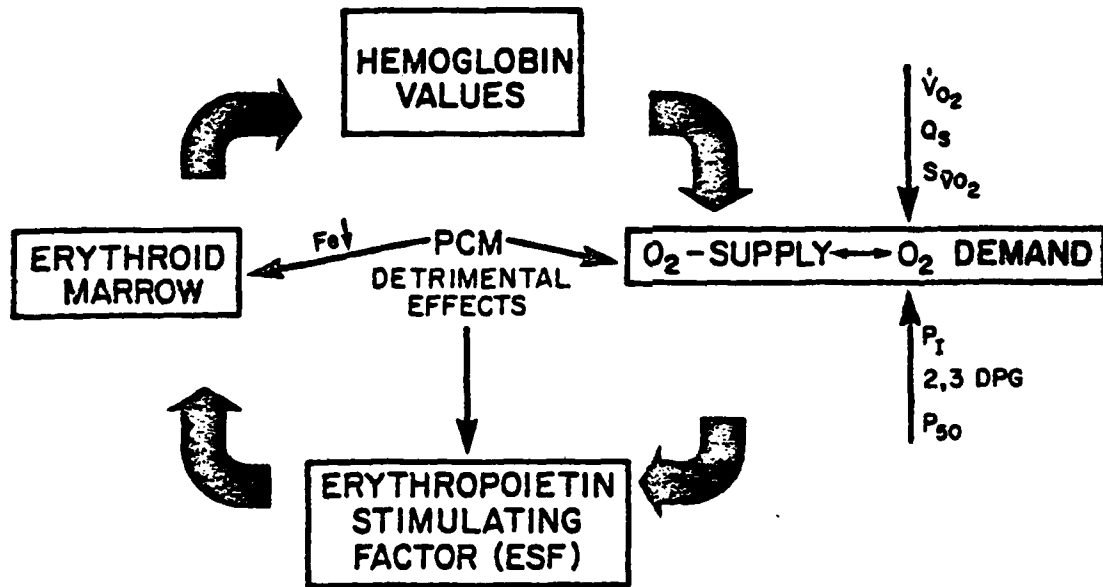 HEMOGLOBIN
VALUES
V̇O₂
Qₛ
Sv̄O₂
ERYTHROID
MARROW
Fe↓
PCM
DETRIMENTAL
EFFECTS
O₂-SUPPLY↔O₂ DEMAND
P_I
2,3 DPG
P₅₀
ERYTHROPOIETIN
STIMULATING
FACTOR (ESF)